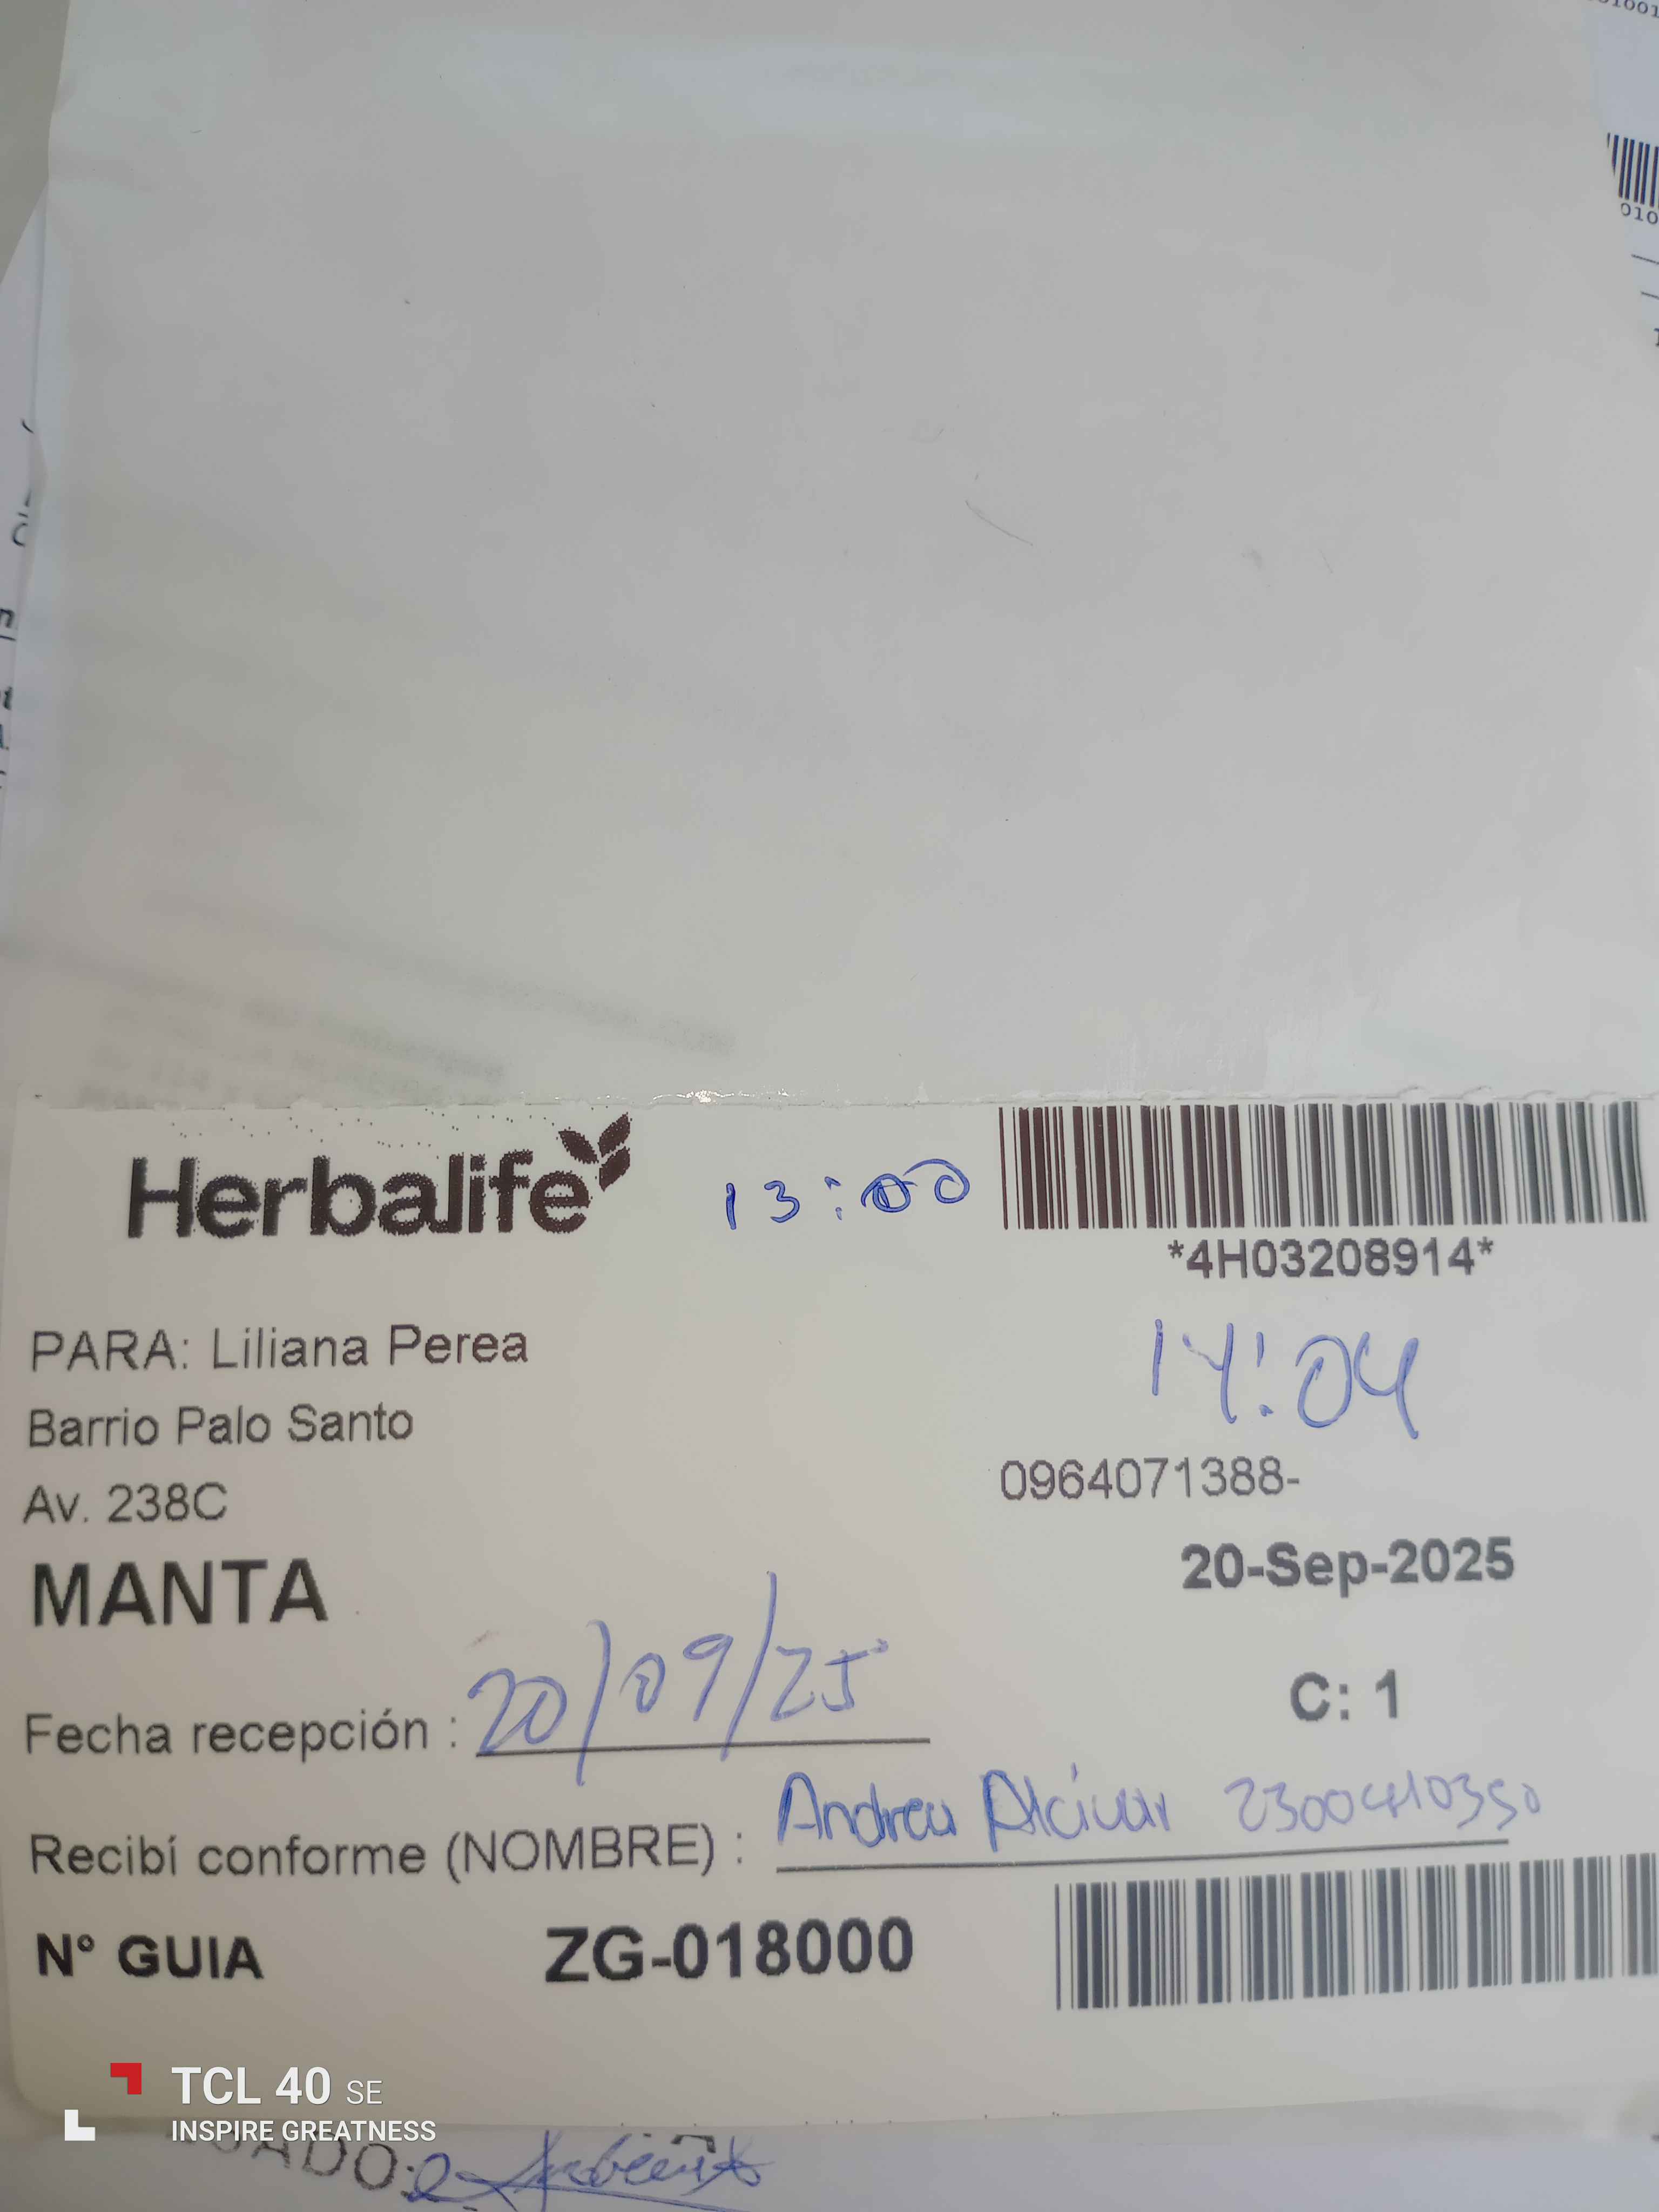 Herbalife 13:00
*4H03208914*
PARA: Liliana Perea
14:04
Barrio Palo Santo
0964071388-
Av. 238C
20-Sep-2025
MANTA
C: 1
Fecha recepción : 20/09/25
Recibí conforme (NOMBRE) : Andrea Alcivar
N° GUIA ZG-018000
TCL 40 SE
INSPIRE GREATNESS